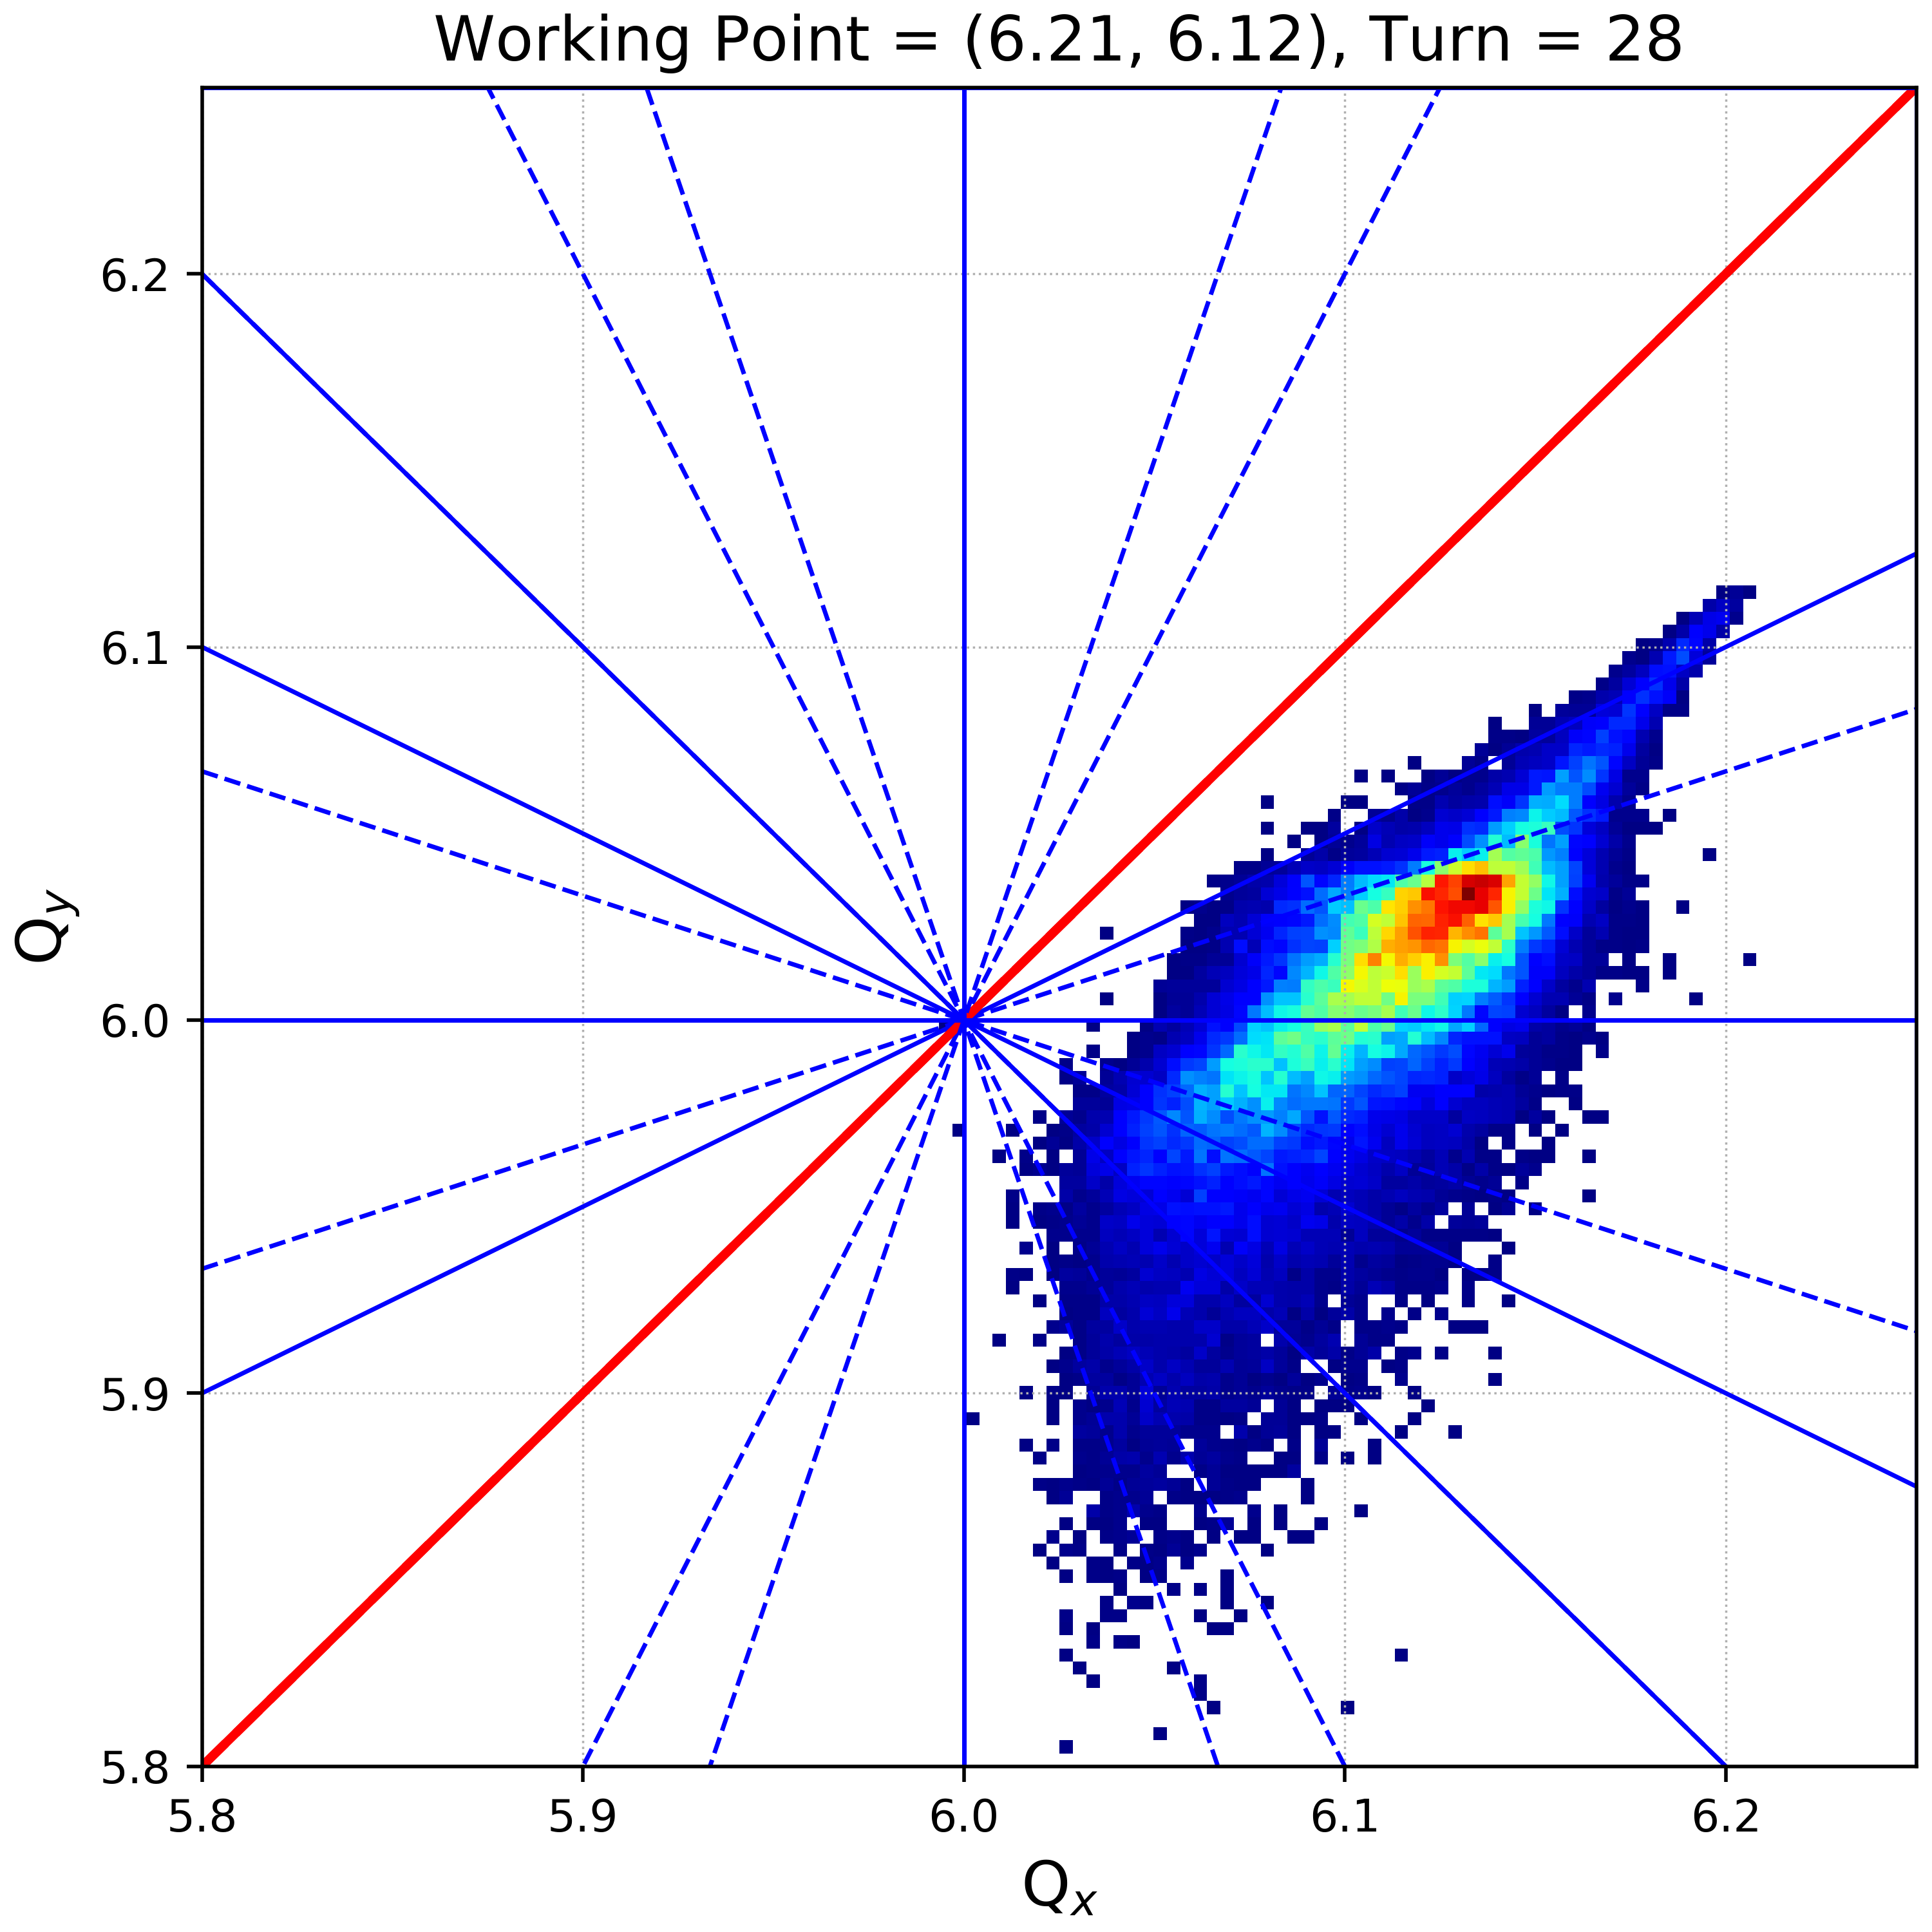 Working Point = (6.21, 6.12), Turn = 28
6.2
6.1
6.0
5.9
5.8
Qy
5.8 5.9 6.0 6.1 6.2
Qx